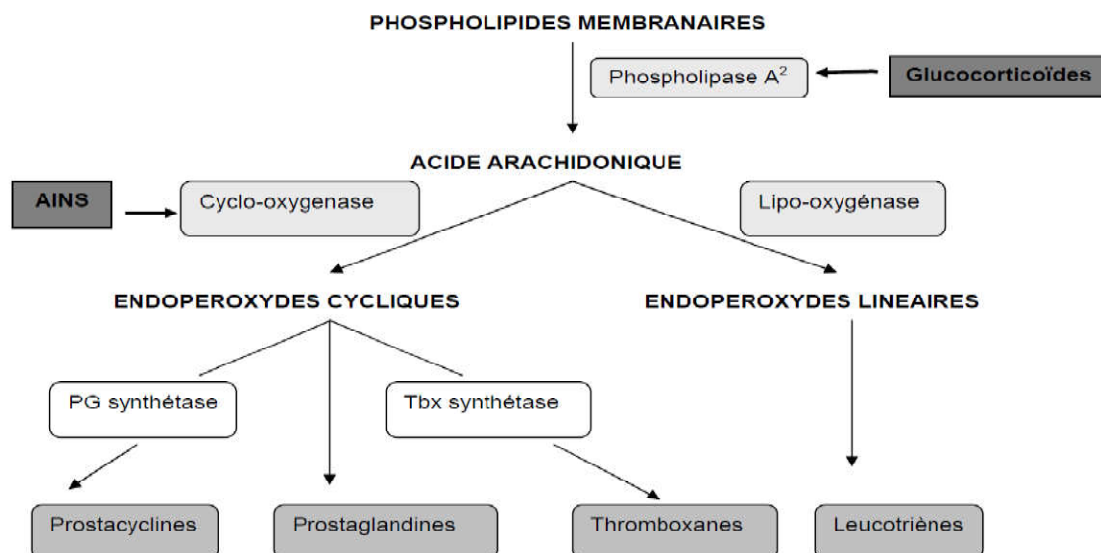 PHOSPHOLIPIDES MEMBRANAIRES
Phospholipase A²
Glucocorticoïdes
ACIDE ARACHIDONIQUE
AINS
Cyclo-oxygenase
Lipo-oxygénase
ENDOPEROXYDES CYCLIQUES
ENDOPEROXYDES LINEAIRES
PG synthétase
Tbx synthétase
Prostacyclines
Prostaglandines
Thromboxanes
Leucotriènes